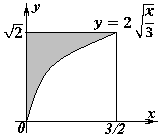 y
y = 2 √(x/3)
√2
0
3/2
x